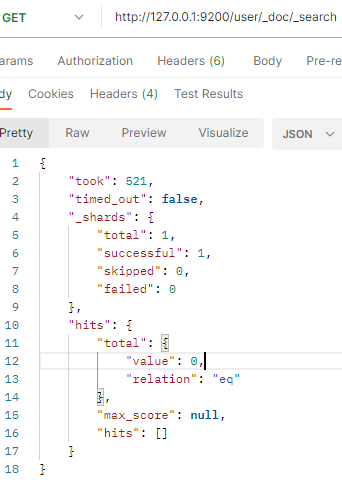 GET http://127.0.0.1:9200/user/_doc/_search
arams Authorization Headers (6) Body Pre-re
dy Cookies Headers (4) Test Results
Pretty Raw Preview Visualize JSON
1 {
2 "took": 521,
3 "timed_out": false,
4 "_shards": {
5 "total": 1,
6 "successful": 1,
7 "skipped": 0,
8 "failed": 0
9 },
10 "hits": {
11 "total": {
12 "value": 0,
13 "relation": "eq"
14 },
15 "max_score": null,
16 "hits": []
17 }
18 }